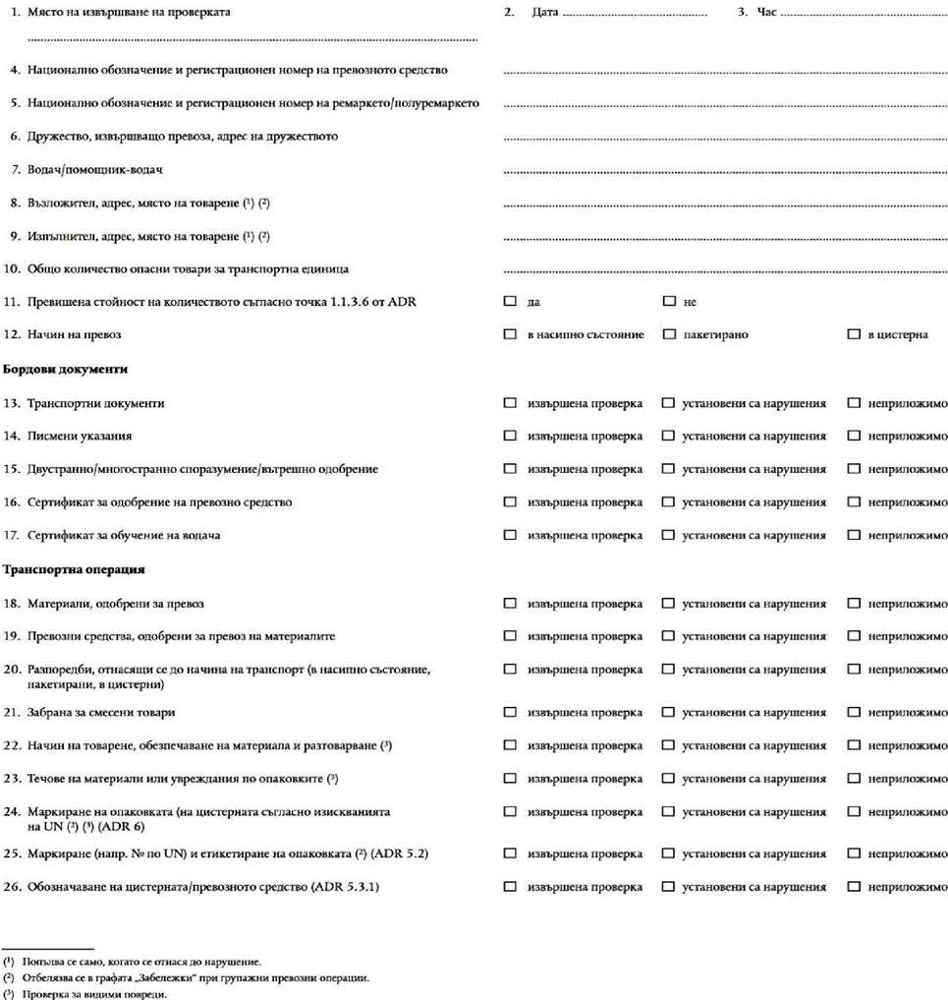 1. Място на извършване на проверката 2. Дата ........ 3. Час ........
........
4. Национално обозначение и регистрационен номер на превозното средство ........
5. Национално обозначение и регистрационен номер на ремаркето/полуремаркето ........
6. Дружество, извършващо превоза, адрес на дружеството ........
7. Водач/помощник-водач ........
8. Възложител, адрес, място на товарене (¹) (²) ........
9. Изпълнител, адрес, място на товарене (¹) (²) ........
10. Общо количество опасни товари за транспортна единица ........
11. Превишена стойност на количеството съгласно точка 1.1.3.6 от ADR ☐ да ☐ не
12. Начин на превоз ☐ в насипно състояние ☐ пакетирано ☐ в цистерна
Бордови документи
13. Транспортни документи ☐ извършена проверка ☐ установени са нарушения ☐ неприложимо
14. Писмени указания ☐ извършена проверка ☐ установени са нарушения ☐ неприложимо
15. Двустранно/многостранно споразумение/вътрешно одобрение ☐ извършена проверка ☐ установени са нарушения ☐ неприложимо
16. Сертификат за одобрение на превозно средство ☐ извършена проверка ☐ установени са нарушения ☐ неприложимо
17. Сертификат за обучение на водача ☐ извършена проверка ☐ установени са нарушения ☐ неприложимо
Транспортна операция
18. Материали, одобрени за превоз ☐ извършена проверка ☐ установени са нарушения ☐ неприложимо
19. Превозни средства, одобрени за превоз на материалите ☐ извършена проверка ☐ установени са нарушения ☐ неприложимо
20. Разпоредби, отнасящи се до начина на транспорт (в насипно състояние, ☐ извършена проверка ☐ установени са нарушения ☐ неприложимо
пакетирани, в цистерни)
21. Забрана за смесени товари ☐ извършена проверка ☐ установени са нарушения ☐ неприложимо
22. Начин на товарене, обезпечаване на материала и разтоварване (³) ☐ извършена проверка ☐ установени са нарушения ☐ неприложимо
23. Течове на материали или увреждания по опаковките (³) ☐ извършена проверка ☐ установени са нарушения ☐ неприложимо
24. Маркиране на опаковката (на цистерната съгласно изискванията ☐ извършена проверка ☐ установени са нарушения ☐ неприложимо
на UN (²) (³) (ADR 6)
25. Маркиране (напр. № по UN) и етикетиране на опаковката (²) (ADR 5.2) ☐ извършена проверка ☐ установени са нарушения ☐ неприложимо
26. Обозначаване на цистерната/превозното средство (ADR 5.3.1) ☐ извършена проверка ☐ установени са нарушения ☐ неприложимо
(¹) Попълва се само, когато се отнася до нарушение.
(²) Отбелязва се в графата „Забележки“ при групажни превозни операции.
(³) Проверка за видими повреди.